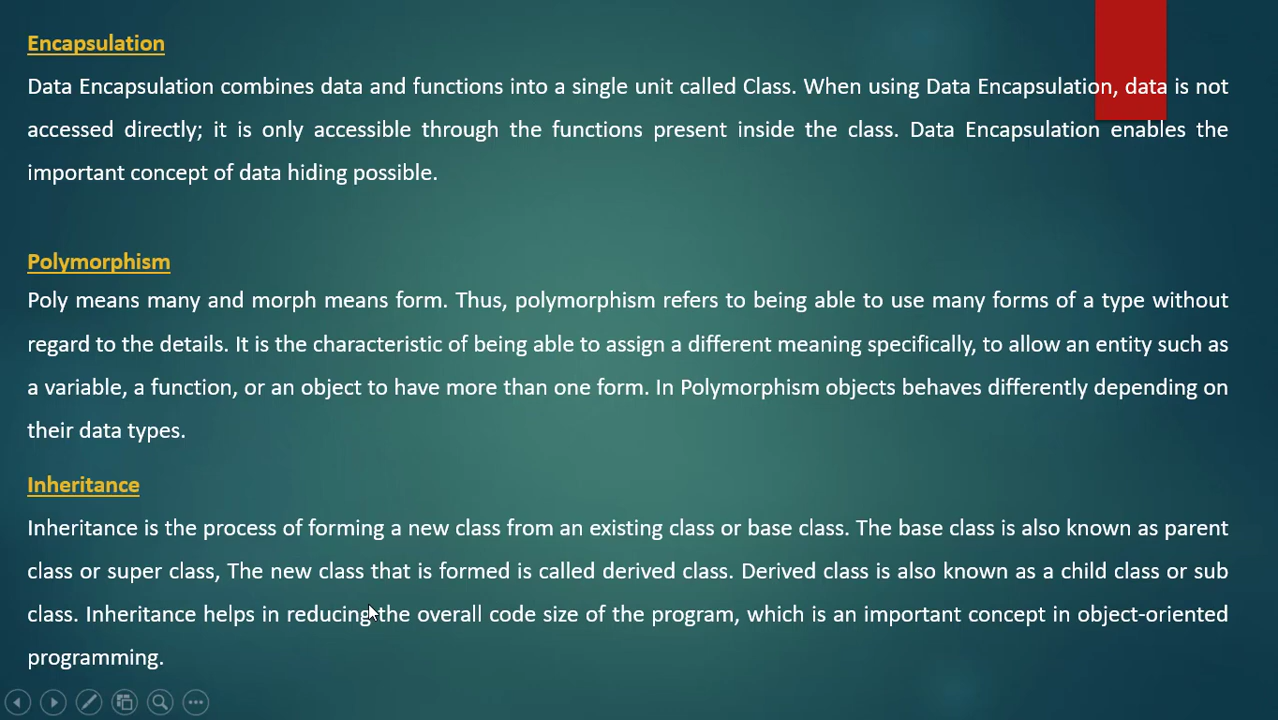 Encapsulation
Data Encapsulation combines data and functions into a single unit called Class. When using Data Encapsulation, data is not
accessed directly; it is only accessible through the functions present inside the class. Data Encapsulation enables the
important concept of data hiding possible.
Polymorphism
Poly means many and morph means form. Thus, polymorphism refers to being able to use many forms of a type without
regard to the details. It is the characteristic of being able to assign a different meaning specifically, to allow an entity such as
a variable, a function, or an object to have more than one form. In Polymorphism objects behaves differently depending on
their data types.
Inheritance
Inheritance is the process of forming a new class from an existing class or base class. The base class is also known as parent
class or super class, The new class that is formed is called derived class. Derived class is also known as a child class or sub
class. Inheritance helps in reducing the overall code size of the program, which is an important concept in object-oriented
programming.